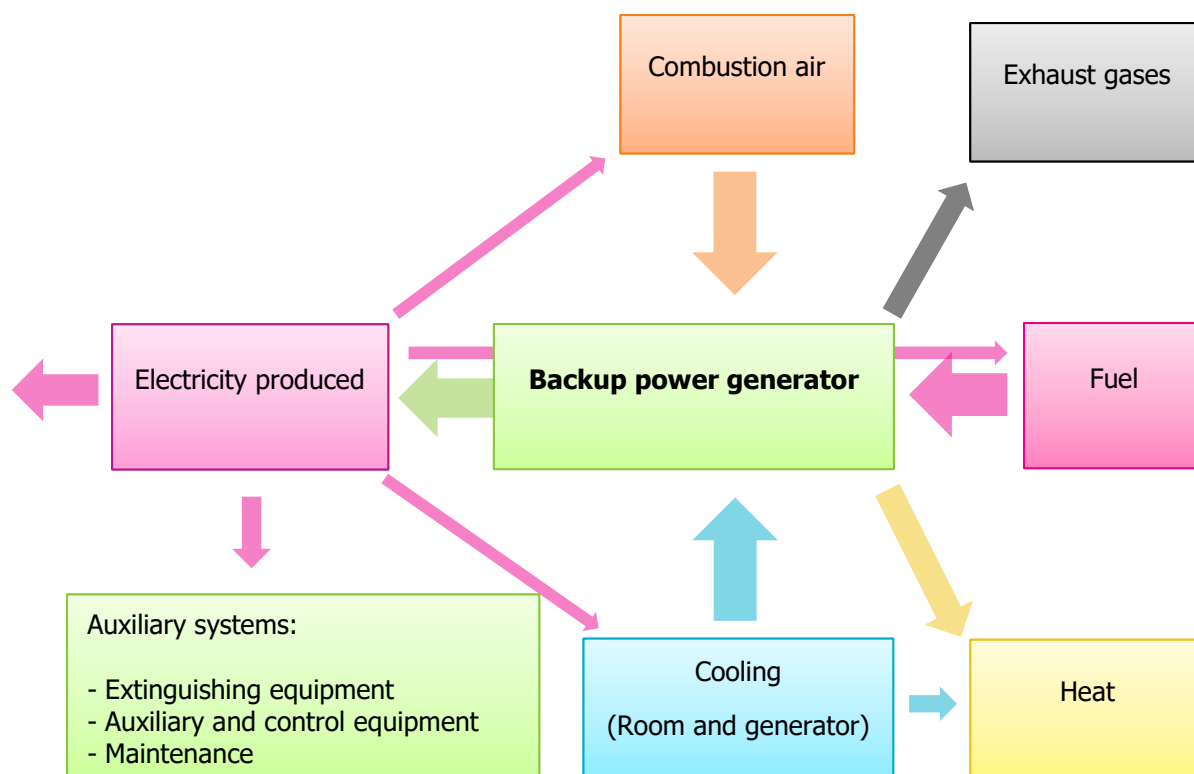 Combustion air
Exhaust gases
Electricity produced
Backup power generator
Fuel
Auxiliary systems:
- Extinguishing equipment
- Auxiliary and control equipment
- Maintenance
Cooling
(Room and generator)
Heat